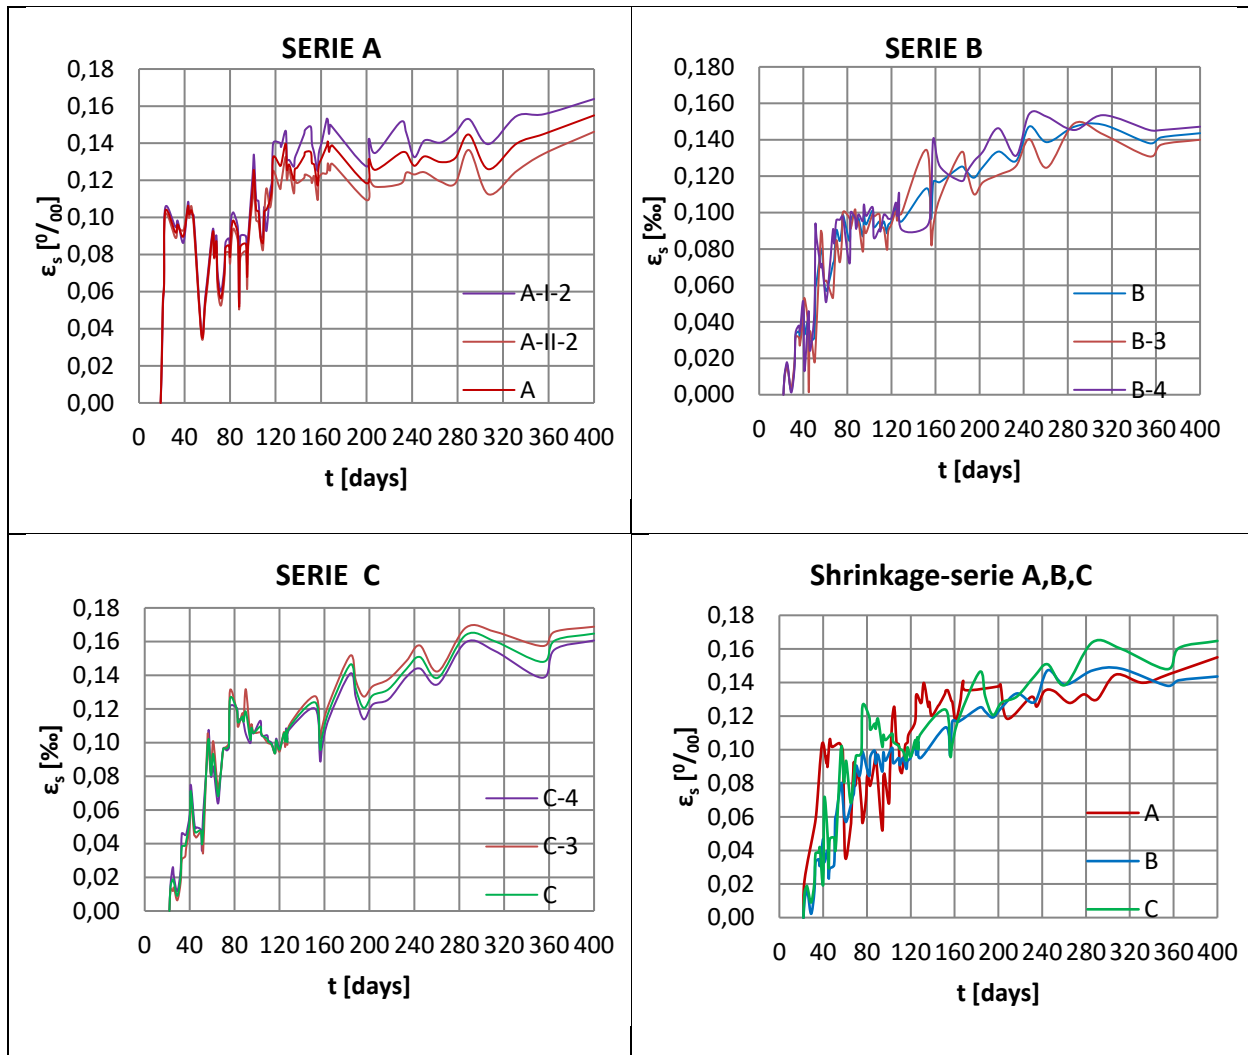 SERIE A
0,18
0,16
0,14
0,12
0,10
0,08
0,06
0,04
0,02
0,00
εs [⁰/₀₀]
A-I-2
A-II-2
A
0 40 80 120 160 200 240 280 320 360 400
t [days]
SERIE B
0,180
0,160
0,140
0,120
0,100
0,080
0,060
0,040
0,020
0,000
εs [‰]
B
B-3
B-4
0 40 80 120 160 200 240 280 320 360 400
t [days]
SERIE C
0,18
0,16
0,14
0,12
0,10
0,08
0,06
0,04
0,02
0,00
εs [‰]
C-4
C-3
C
0 40 80 120 160 200 240 280 320 360 400
t [days]
Shrinkage-serie A,B,C
0,18
0,16
0,14
0,12
0,10
0,08
0,06
0,04
0,02
0,00
εs [⁰/₀₀]
A
B
C
0 40 80 120 160 200 240 280 320 360 400
t [days]